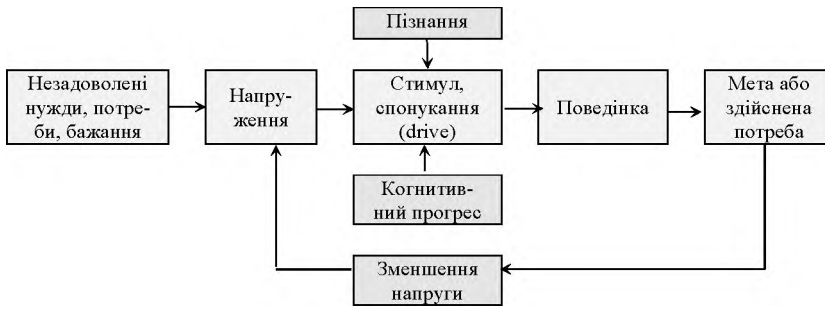 Пізнання
Незадоволені
нужди, потре-
би, бажання
Напру-
ження
Стимул,
спонукання
(drive)
Поведінка
Мета або
здійснена
потреба
Когнитив-
ний прогрес
Зменшення
напруги